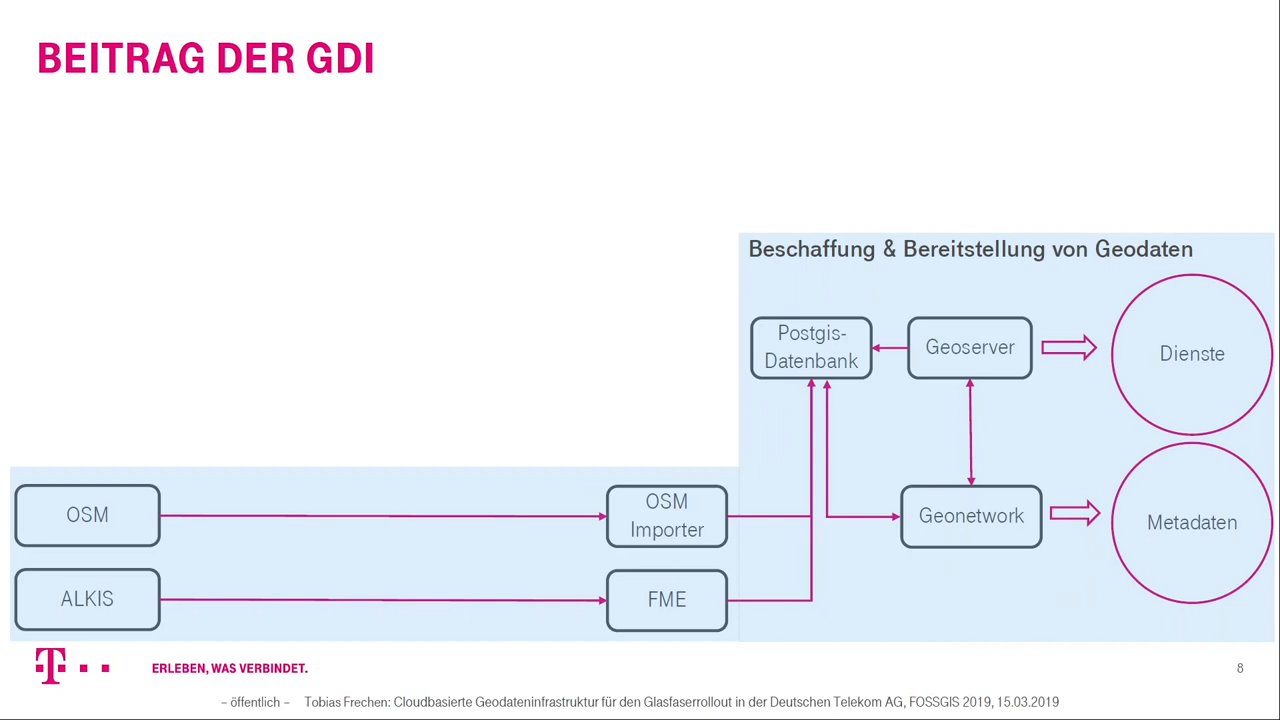 BEITRAG DER GDI
Beschaffung & Bereitstellung von Geodaten
Postgis-
Datenbank
Geoserver
Dienste
OSM
OSM
Importer
Geonetwork
Metadaten
ALKIS
FME
T
ERLEBEN, WAS VERBINDET.
8
– öffentlich – Tobias Frechen: Cloudbasierte Geodateninfrastruktur für den Glasfaserrollout in der Deutschen Telekom AG, FOSSGIS 2019, 15.03.2019